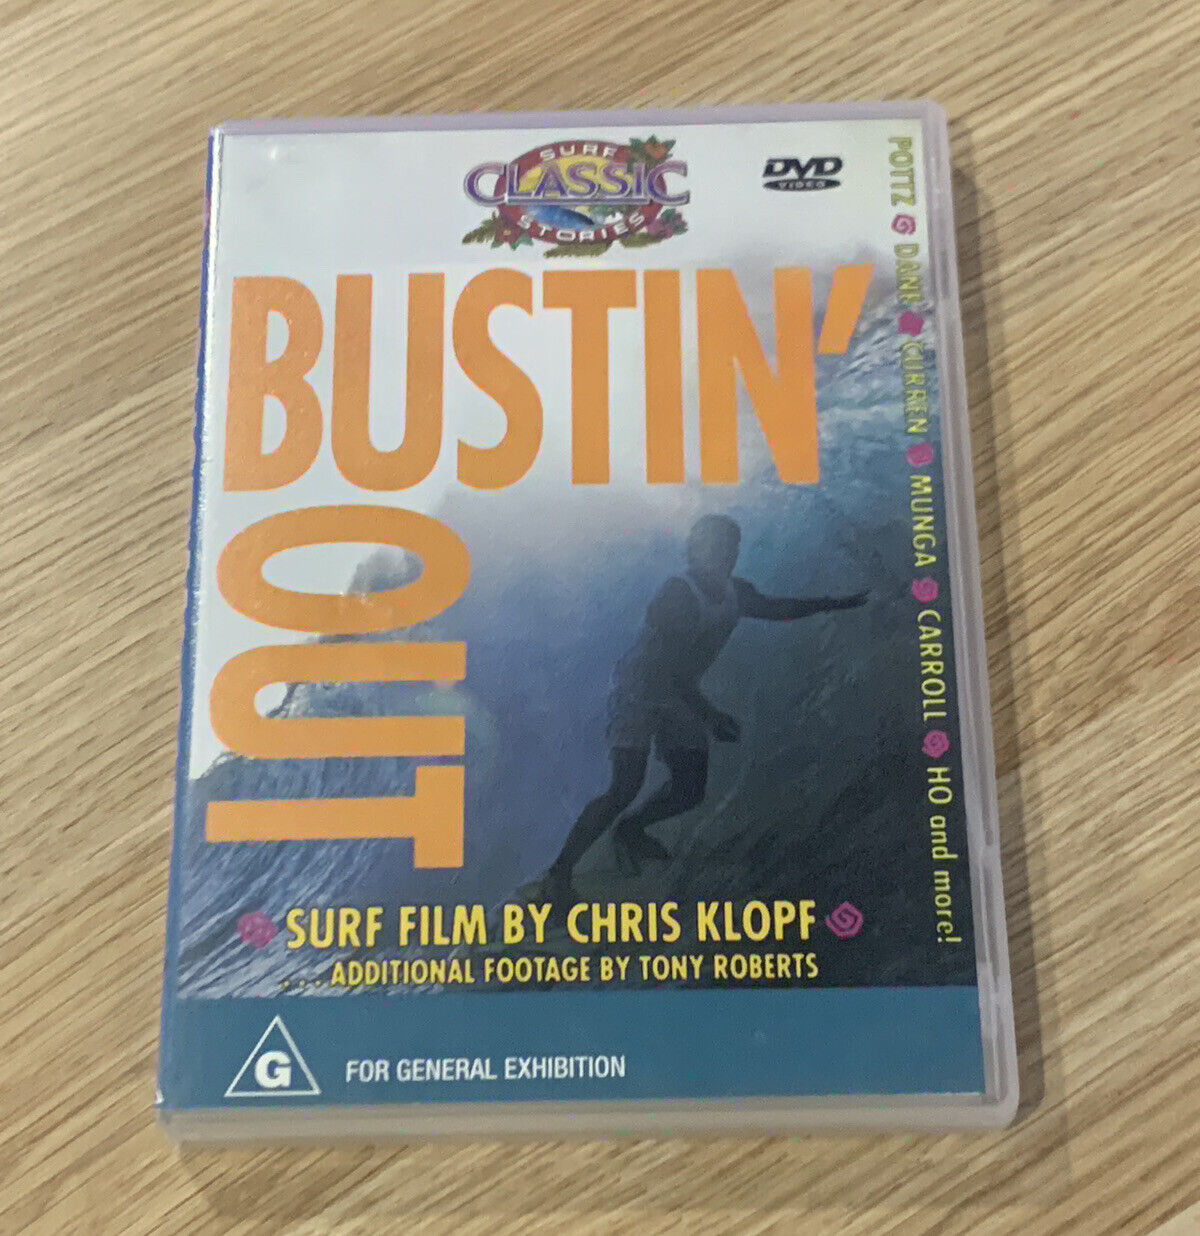 SURF
CLASSIC
STORIES
DVD
VIDEO
BUSTIN'
OUT
POTTZ DANE CURREN MUNGA CARROLL HO and more!
SURF FILM BY CHRIS KLOPF
...ADDITIONAL FOOTAGE BY TONY ROBERTS
G
FOR GENERAL EXHIBITION